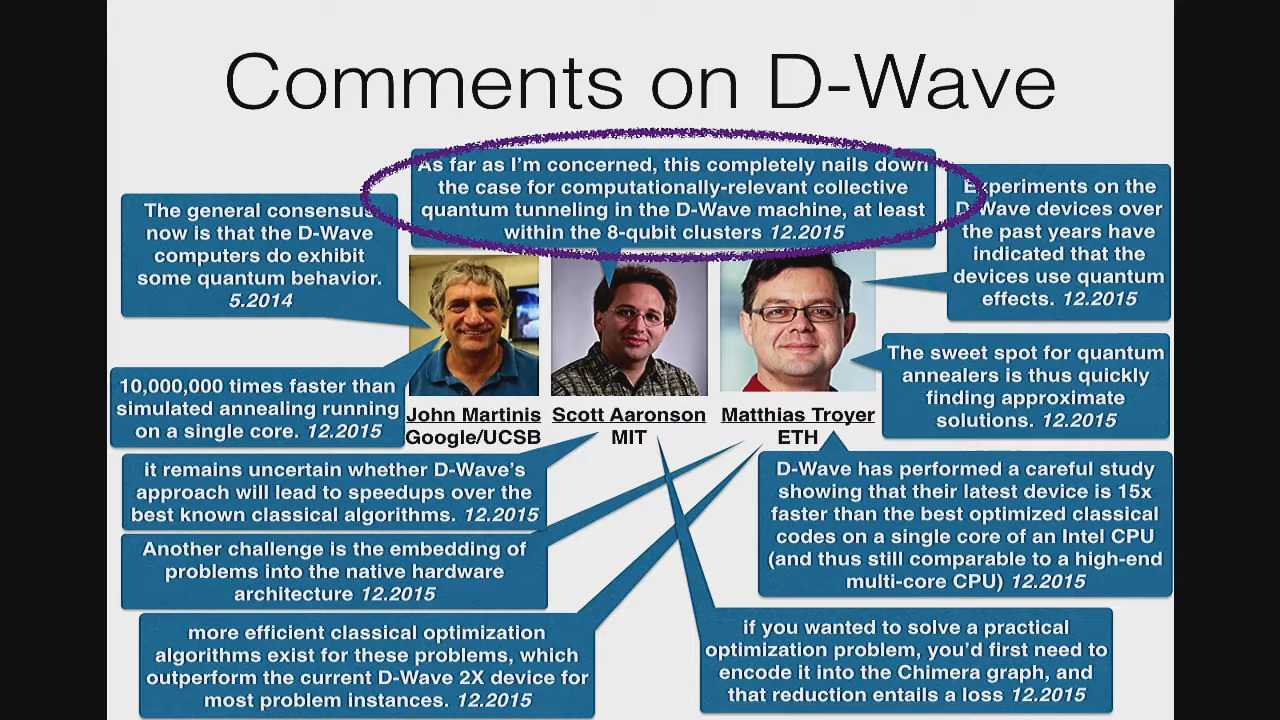 Comments on D-Wave
As far as I'm concerned, this completely nails down
the case for computationally-relevant collective
quantum tunneling in the D-Wave machine, at least
within the 8-qubit clusters 12.2015
The general consensus
now is that the D-Wave
computers do exhibit
some quantum behavior.
5.2014
Experiments on the
D-Wave devices over
the past years have
indicated that the
devices use quantum
effects. 12.2015
10,000,000 times faster than
simulated annealing running
on a single core. 12.2015
The sweet spot for quantum
annealers is thus quickly
finding approximate
solutions. 12.2015
John Martinis
Google/UCSB
Scott Aaronson
MIT
Matthias Troyer
ETH
it remains uncertain whether D-Wave's
approach will lead to speedups over the
best known classical algorithms. 12.2015
D-Wave has performed a careful study
showing that their latest device is 15x
faster than the best optimized classical
codes on a single core of an Intel CPU
(and thus still comparable to a high-end
multi-core CPU) 12.2015
Another challenge is the embedding of
problems into the native hardware
architecture 12.2015
more efficient classical optimization
algorithms exist for these problems, which
outperform the current D-Wave 2X device for
most problem instances. 12.2015
if you wanted to solve a practical
optimization problem, you'd first need to
encode it into the Chimera graph, and
that reduction entails a loss 12.2015